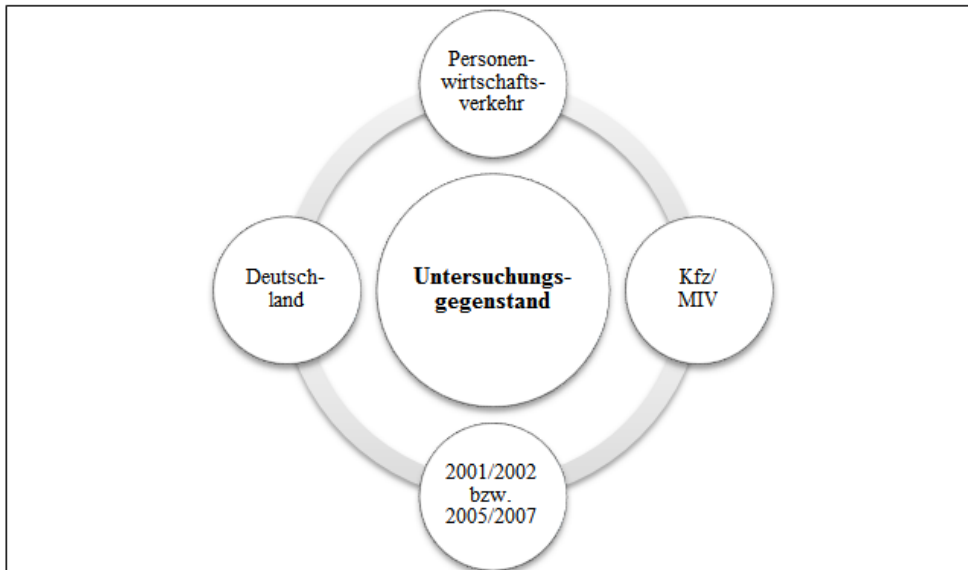 Personen-
wirtschafts-
verkehr
Deutsch-
land
Untersuchungs-
gegenstand
Kfz/
MIV
2001/2002
bzw.
2005/2007